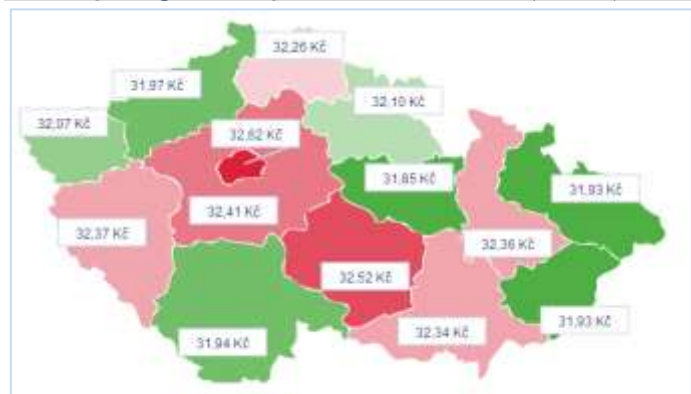 32,26 Kč
31,97 Kč
32,10 Kč
32,07 Kč
32,82 Kč
31,85 Kč
31,93 Kč
32,41 Kč
32,37 Kč
32,36 Kč
32,52 Kč
31,93 Kč
32,34 Kč
31,94 Kč